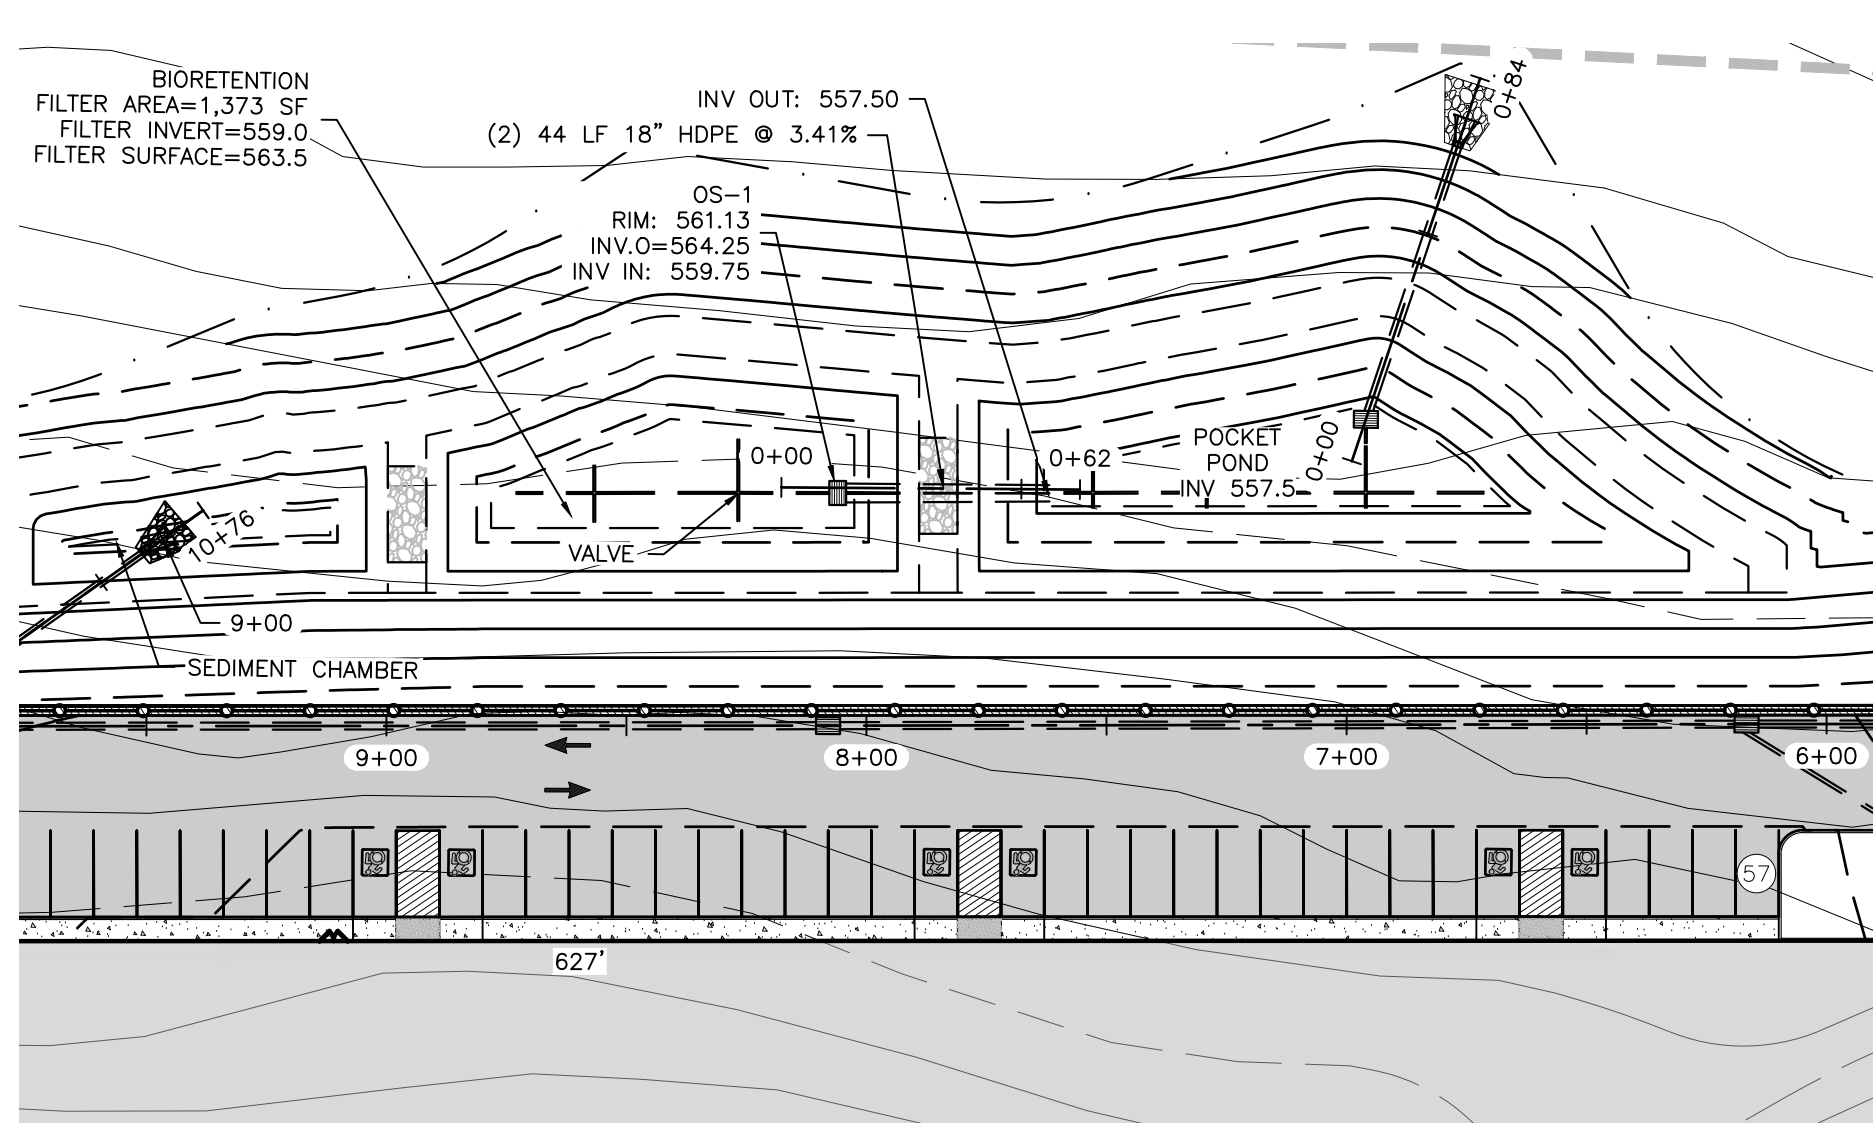 BIORETENTION
FILTER AREA=1,373 SF
FILTER INVERT=559.0
FILTER SURFACE=563.5
INV OUT: 557.50
(2) 44 LF 18” HDPE @ 3.41%
OS-1
RIM: 561.13
INV.O=564.25
INV IN: 559.75
0+84
0+00
0+62
POCKET
POND
INV 557.5
0+00
10+76
VALVE
9+00
SEDIMENT CHAMBER
9+00
8+00
7+00
6+00
57
627’